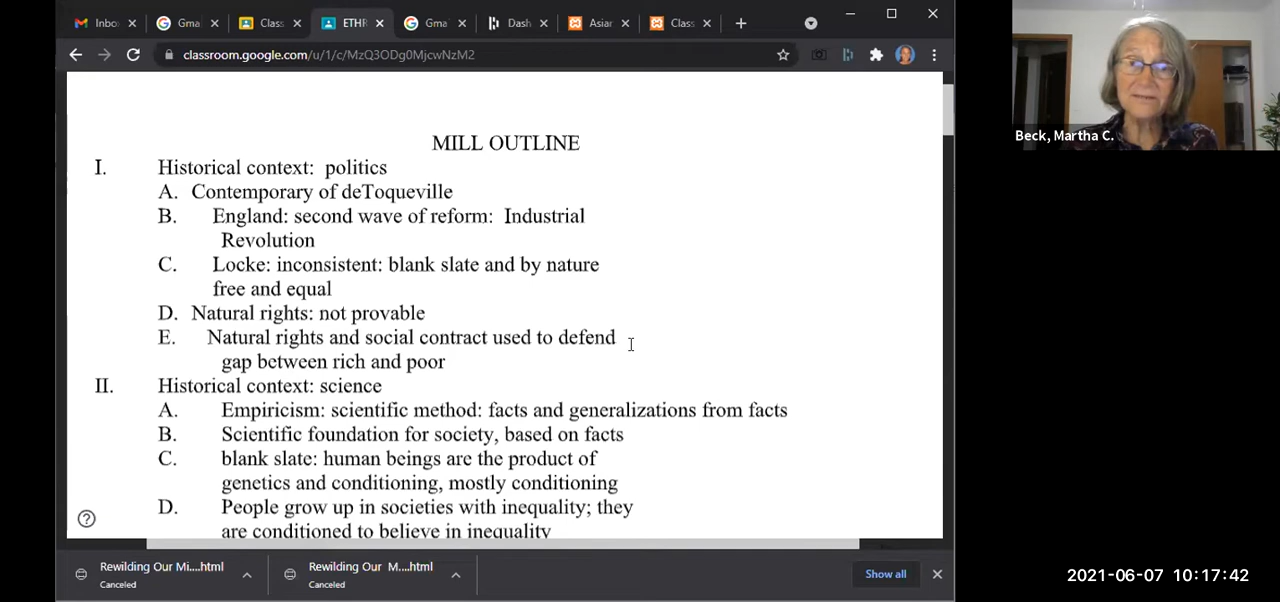 Inbo
Gma
Class
ETHI
Gma
Dash
Asiar
Class
classroom.google.com/u/1/c/MzQ3ODg0MjcwNzM2
Beck, Martha C.
MILL OUTLINE
I. Historical context: politics
A. Contemporary of deToqueville
B. England: second wave of reform: Industrial
Revolution
C. Locke: inconsistent: blank slate and by nature
free and equal
D. Natural rights: not provable
E. Natural rights and social contract used to defend
gap between rich and poor
II. Historical context: science
A. Empiricism: scientific method: facts and generalizations from facts
B. Scientific foundation for society, based on facts
C. blank slate: human beings are the product of
genetics and conditioning, mostly conditioning
D. People grow up in societies with inequality; they
are conditioned to believe in inequality
Rewilding Our Mi....html
Canceled
Rewilding Our M....html
Canceled
Show all
2021-06-07 10:17:42